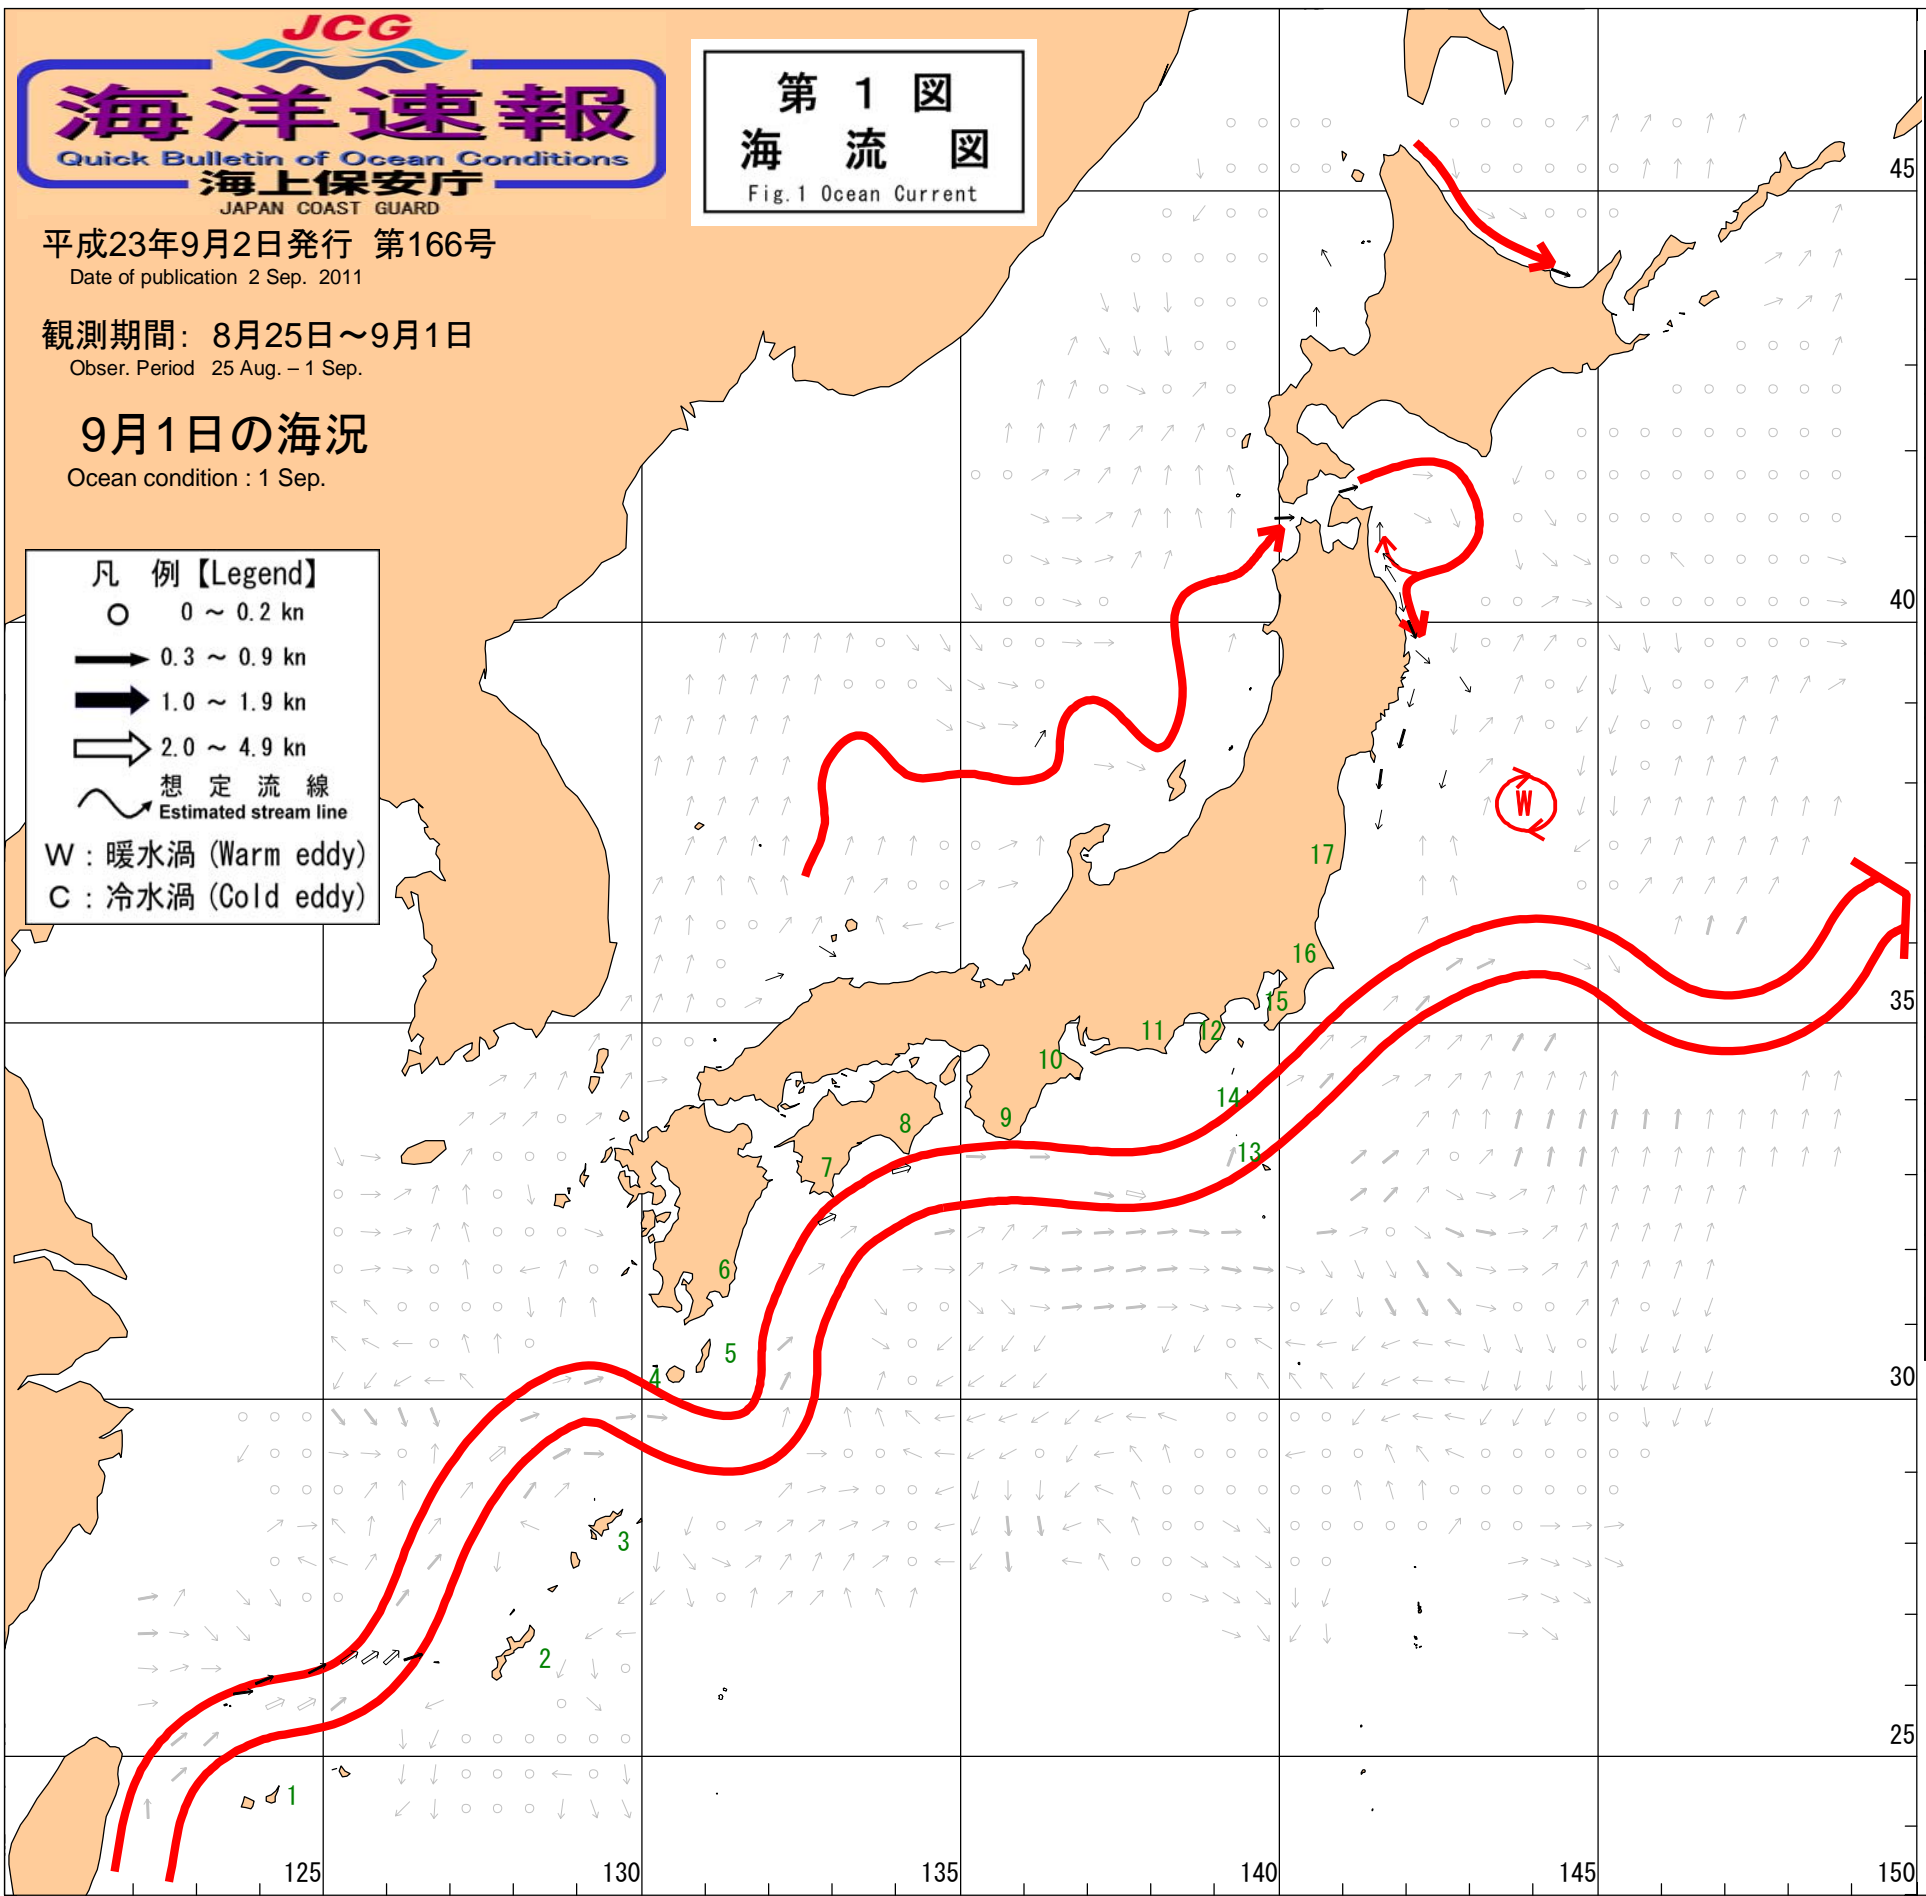 JCG
海洋速報
Quick Bulletin of Ocean Conditions
海上保安庁
JAPAN COAST GUARD
第 1 図
海 流 図
Fig.1 Ocean Current
平成23年9月2日発行 第166号
Date of publication 2 Sep. 2011
観測期間: 8月25日～9月1日
Obser. Period 25 Aug. – 1 Sep.
9月1日の海況
Ocean condition : 1 Sep.
凡 例【Legend】
0 ～ 0.2 kn
0.3 ～ 0.9 kn
1.0 ～ 1.9 kn
2.0 ～ 4.9 kn
想 定 流 線
Estimated stream line
W : 暖水渦 (Warm eddy)
C : 冷水渦 (Cold eddy)
45
40
W
17
16
35
15
11
12
10
14
8
9
13
7
6
5
4
30
3
2
25
1
125
130
135
140
145
150